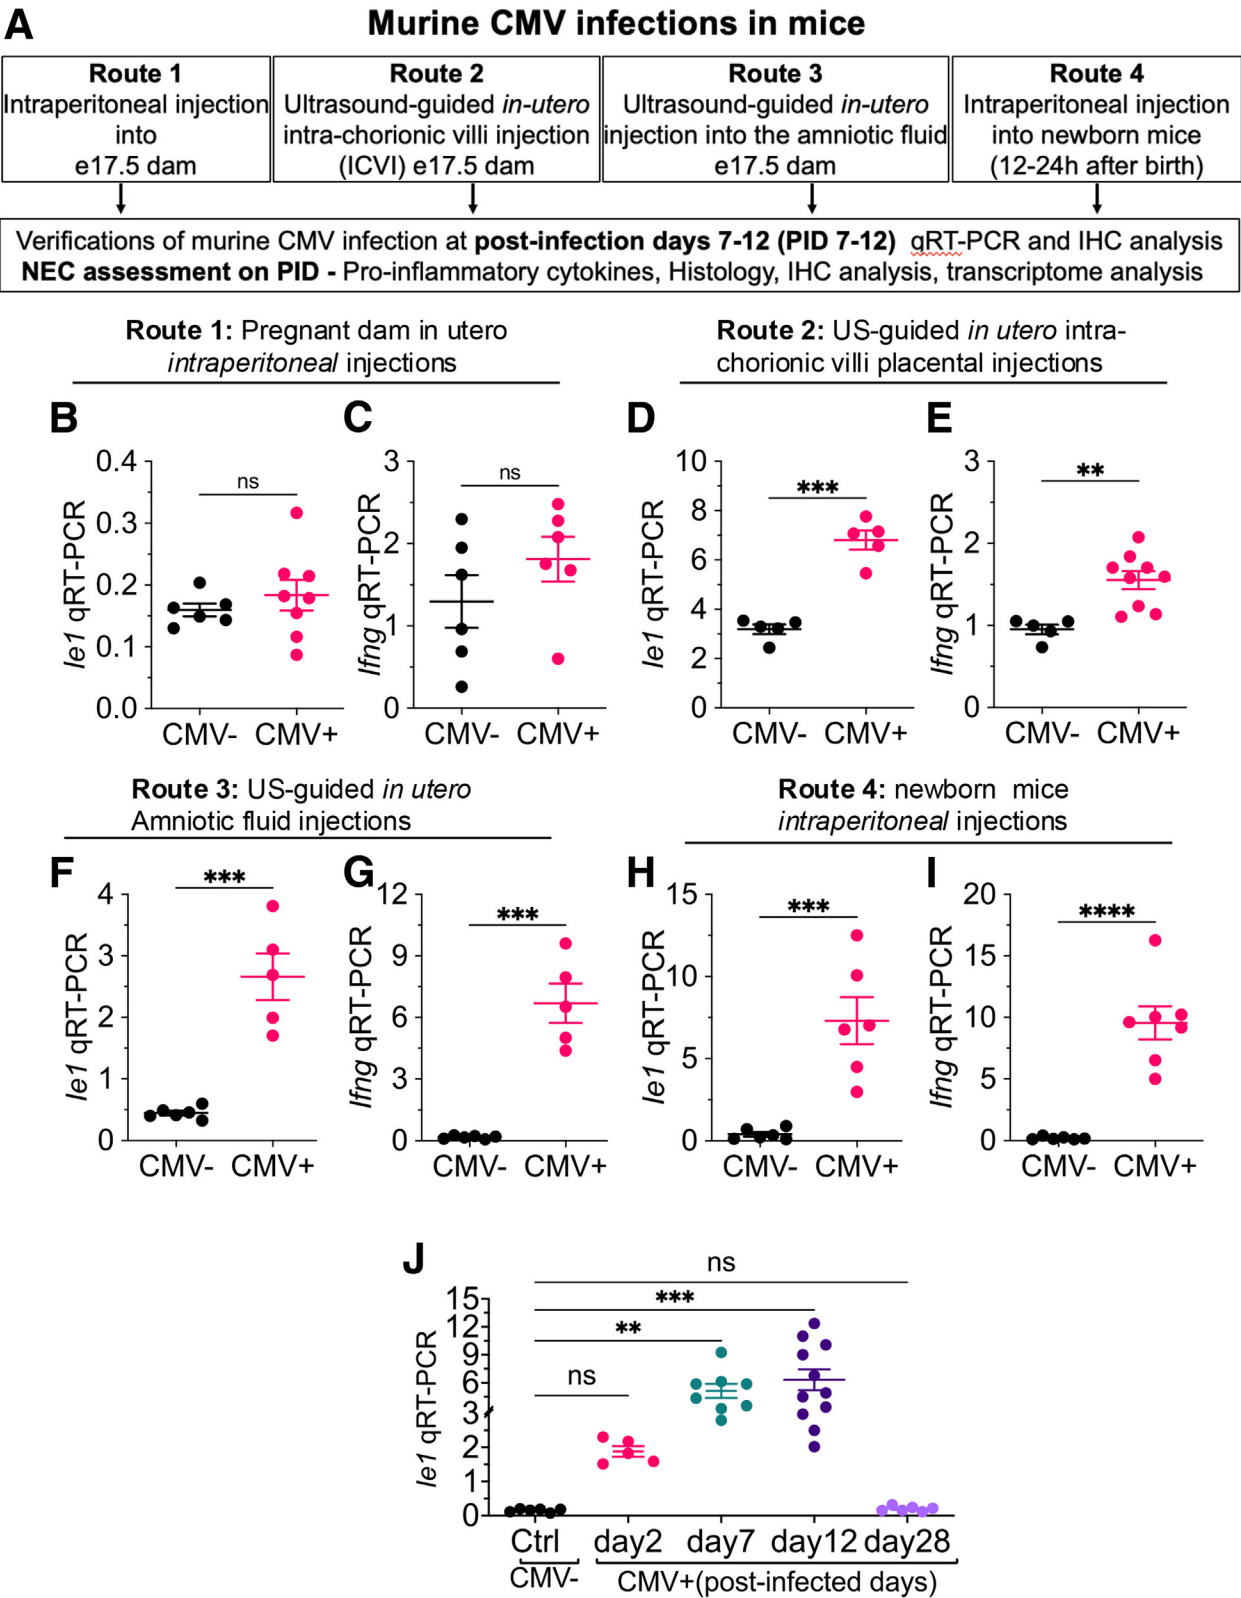 A
Murine CMV infections in mice
Route 1
Intraperitoneal injection
into
e17.5 dam
Route 2
Ultrasound-guided in-utero
intra-chorionic villi injection
(ICVI) e17.5 dam
Route 3
Ultrasound-guided in-utero
injection into the amniotic fluid
e17.5 dam
Route 4
Intraperitoneal injection
into newborn mice
(12-24h after birth)
Verifications of murine CMV infection at post-infection days 7-12 (PID 7-12) qRT-PCR and IHC analysis
NEC assessment on PID - Pro-inflammatory cytokines, Histology, IHC analysis, transcriptome analysis
Route 1: Pregnant dam in utero
intraperitoneal injections
Route 2: US-guided in utero intra-
chorionic villi placental injections
B
Ie1 qRT-PCR
0.4
0.3
0.2
0.1
0.0
ns
CMV- CMV+
C
Ifng qRT-PCR
3
2
1
0
ns
CMV- CMV+
D
Ie1 qRT-PCR
10
8
6
4
2
0
***
CMV- CMV+
E
Ifng qRT-PCR
3
2
1
0
**
CMV- CMV+
Route 3: US-guided in utero
Amniotic fluid injections
Route 4: newborn mice
intraperitoneal injections
F
Ie1 qRT-PCR
4
3
2
1
0
***
CMV- CMV+
G
Ifng qRT-PCR
12
9
6
3
0
***
CMV- CMV+
H
Ie1 qRT-PCR
15
10
5
0
***
CMV- CMV+
I
Ifng qRT-PCR
20
15
10
5
0
****
CMV- CMV+
J
Ie1 qRT-PCR
15
12
9
6
3
3
2
1
0
ns
***
**
ns
Ctrl day2 day7 day12 day28
CMV- CMV+(post-infected days)